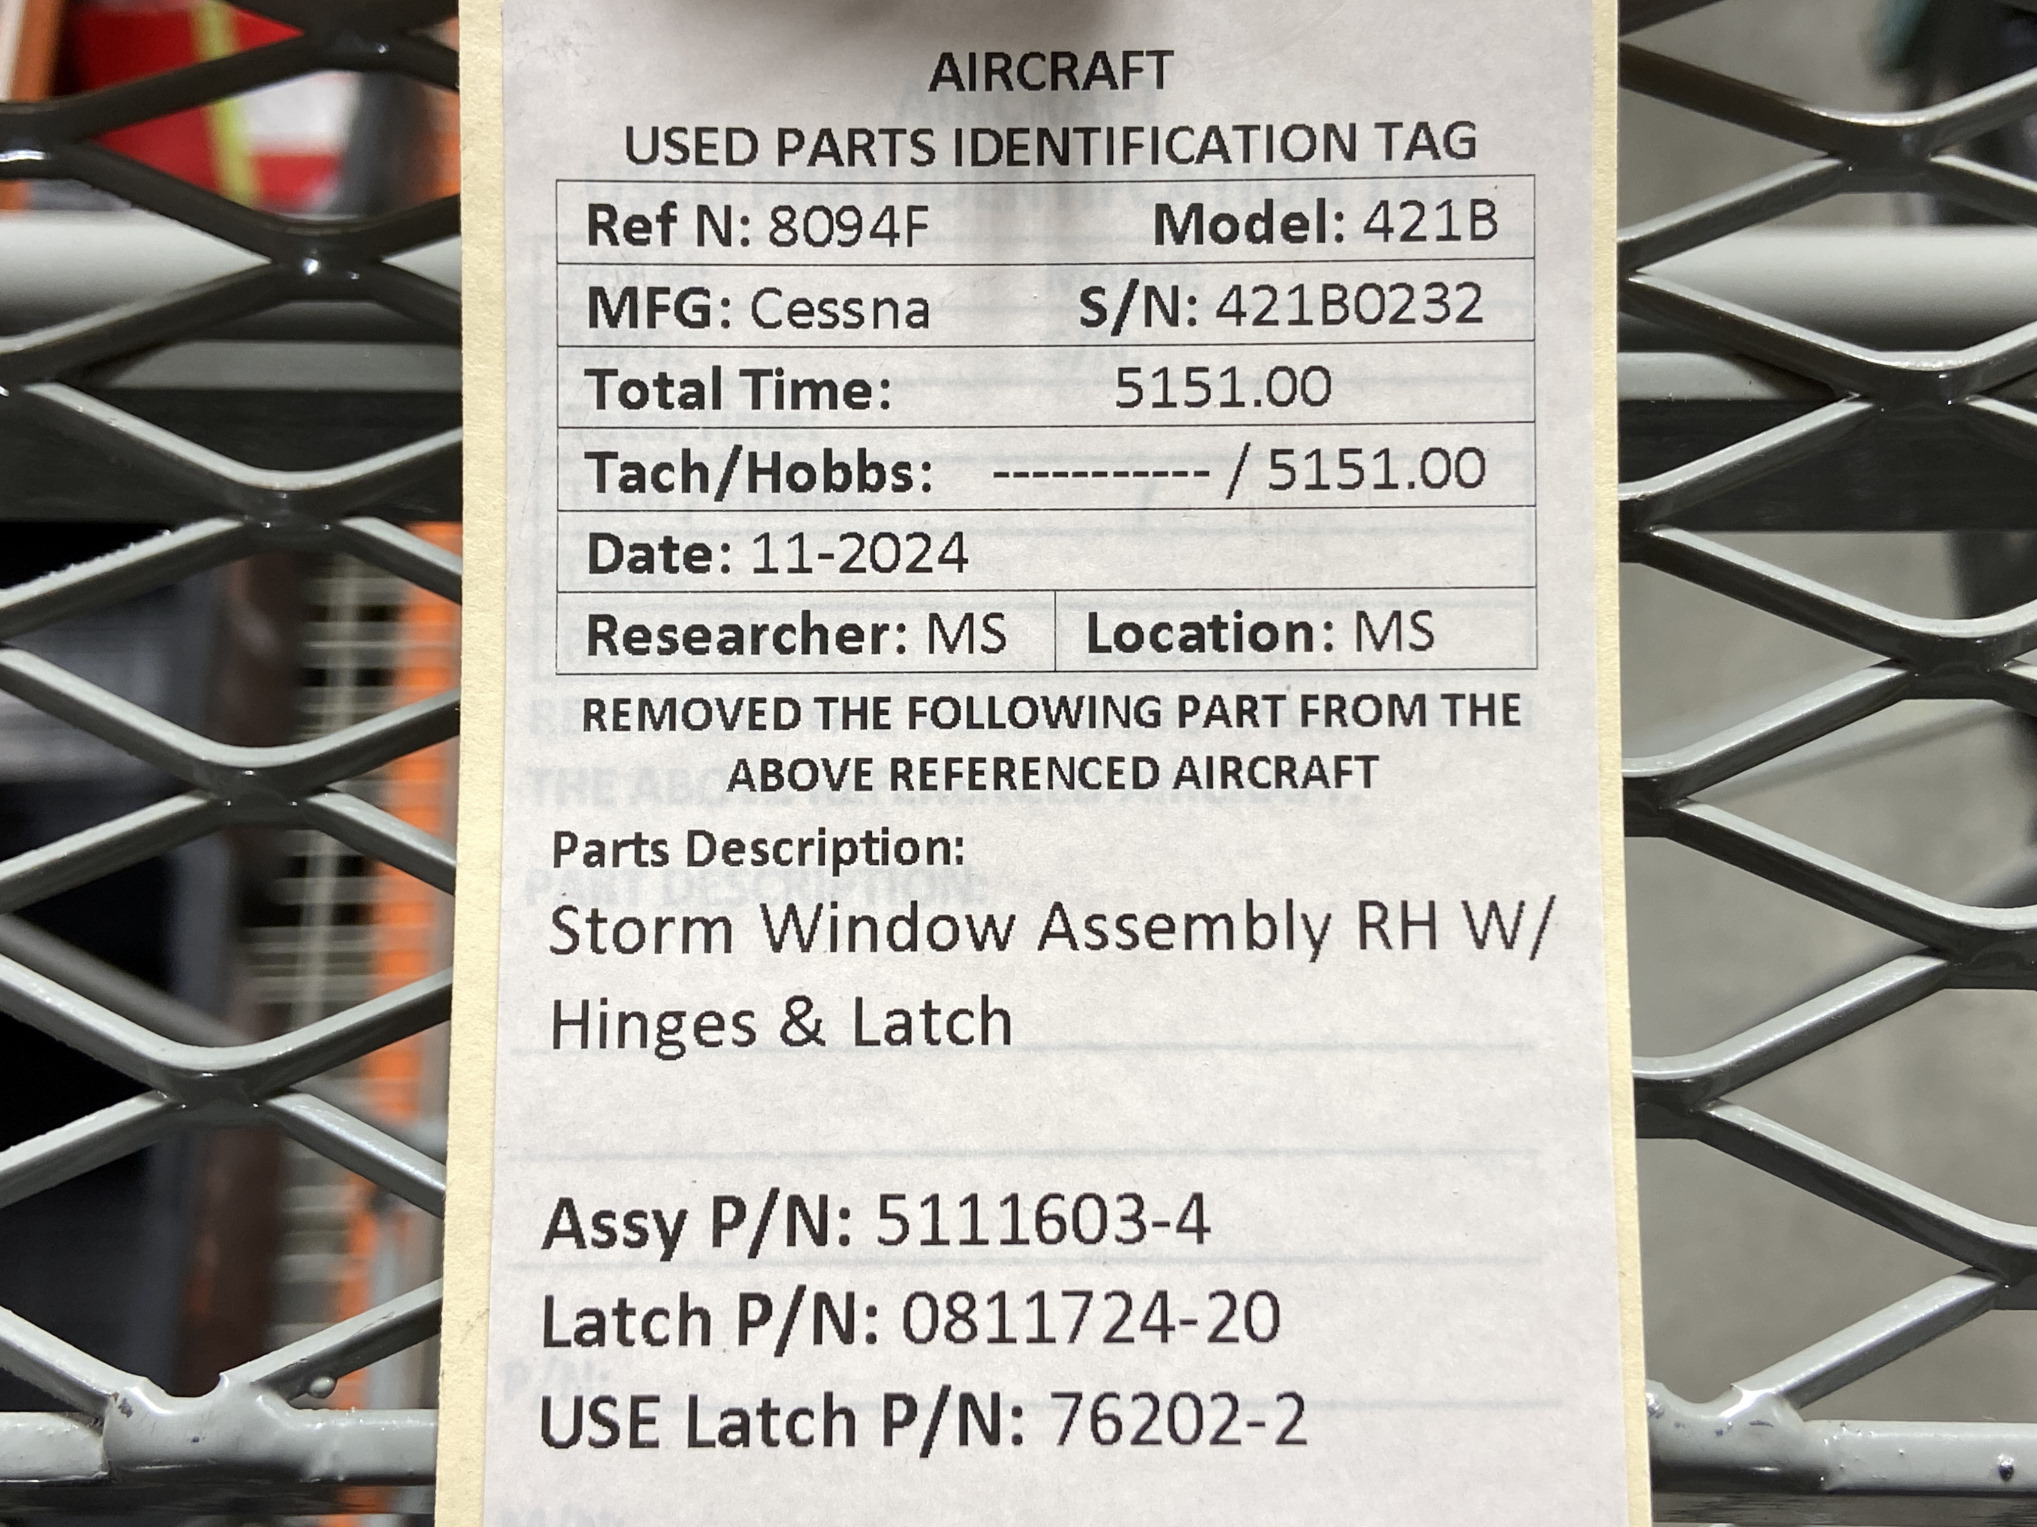 AIRCRAFT
USED PARTS IDENTIFICATION TAG
Ref N: 8094F Model: 421B
MFG: Cessna S/N: 421B0232
Total Time: 5151.00
Tach/Hobbs: ----------- / 5151.00
Date: 11-2024
Researcher: MS Location: MS
REMOVED THE FOLLOWING PART FROM THE
ABOVE REFERENCED AIRCRAFT
Parts Description:
Storm Window Assembly RH W/
Hinges & Latch
Assy P/N: 5111603-4
Latch P/N: 0811724-20
USE Latch P/N: 76202-2